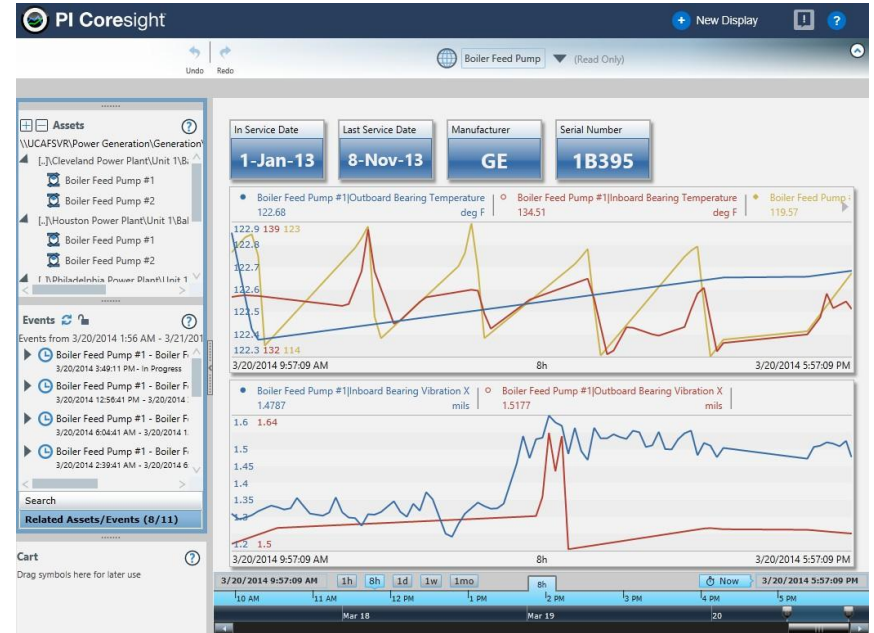 PI Coresight
New Display
?
Undo
Redo
Boiler Feed Pump
(Read Only)
Assets
?
\\UCAFSVR\Power Generation\Generation\
[..]\Cleveland Power Plant\Unit 1\Ba
Boiler Feed Pump #1
Boiler Feed Pump #2
[..]\Houston Power Plant\Unit 1\Bal
Boiler Feed Pump #1
Boiler Feed Pump #2
[..]\Philadelphia Power Plant\Unit 1
Events
?
Events from 3/20/2014 1:56 AM - 3/21/201
Boiler Feed Pump #1 - Boiler F
3/20/2014 3:49:11 PM - In Progress
Boiler Feed Pump #1 - Boiler F
3/20/2014 12:56:41 PM - 3/20/2014
Boiler Feed Pump #1 - Boiler F
3/20/2014 6:04:41 AM - 3/20/2014 1
Boiler Feed Pump #1 - Boiler F
3/20/2014 2:39:41 AM - 3/20/2014 6
Search
Related Assets/Events (8/11)
Cart
?
Drag symbols here for later use
In Service Date
1-Jan-13
Last Service Date
8-Nov-13
Manufacturer
GE
Serial Number
1B395
Boiler Feed Pump #1|Outboard Bearing Temperature
122.68 deg F
Boiler Feed Pump #1|Inboard Bearing Temperature
134.51 deg F
Boiler Feed Pump
119.57
122.9 139 123
122.8
122.7
122.6
122.5
122.4
122.3 132 114
3/20/2014 9:57:09 AM 8h 3/20/2014 5:57:09 PM
Boiler Feed Pump #1|Inboard Bearing Vibration X
1.4787 mils
Boiler Feed Pump #1|Outboard Bearing Vibration X
1.5177 mils
1.6 1.64
1.5
1.45
1.4
1.35
1.3
1.2 1.5
3/20/2014 9:57:09 AM 8h 3/20/2014 5:57:09 PM
3/20/2014 9:57:09 AM 1h 8h 1d 1w 1mo 8h Now 3/20/2014 5:57:09 PM
10 AM 11 AM 12 PM 1 PM 2 PM 3 PM 4 PM 5 PM
Mar 18 Mar 19 20